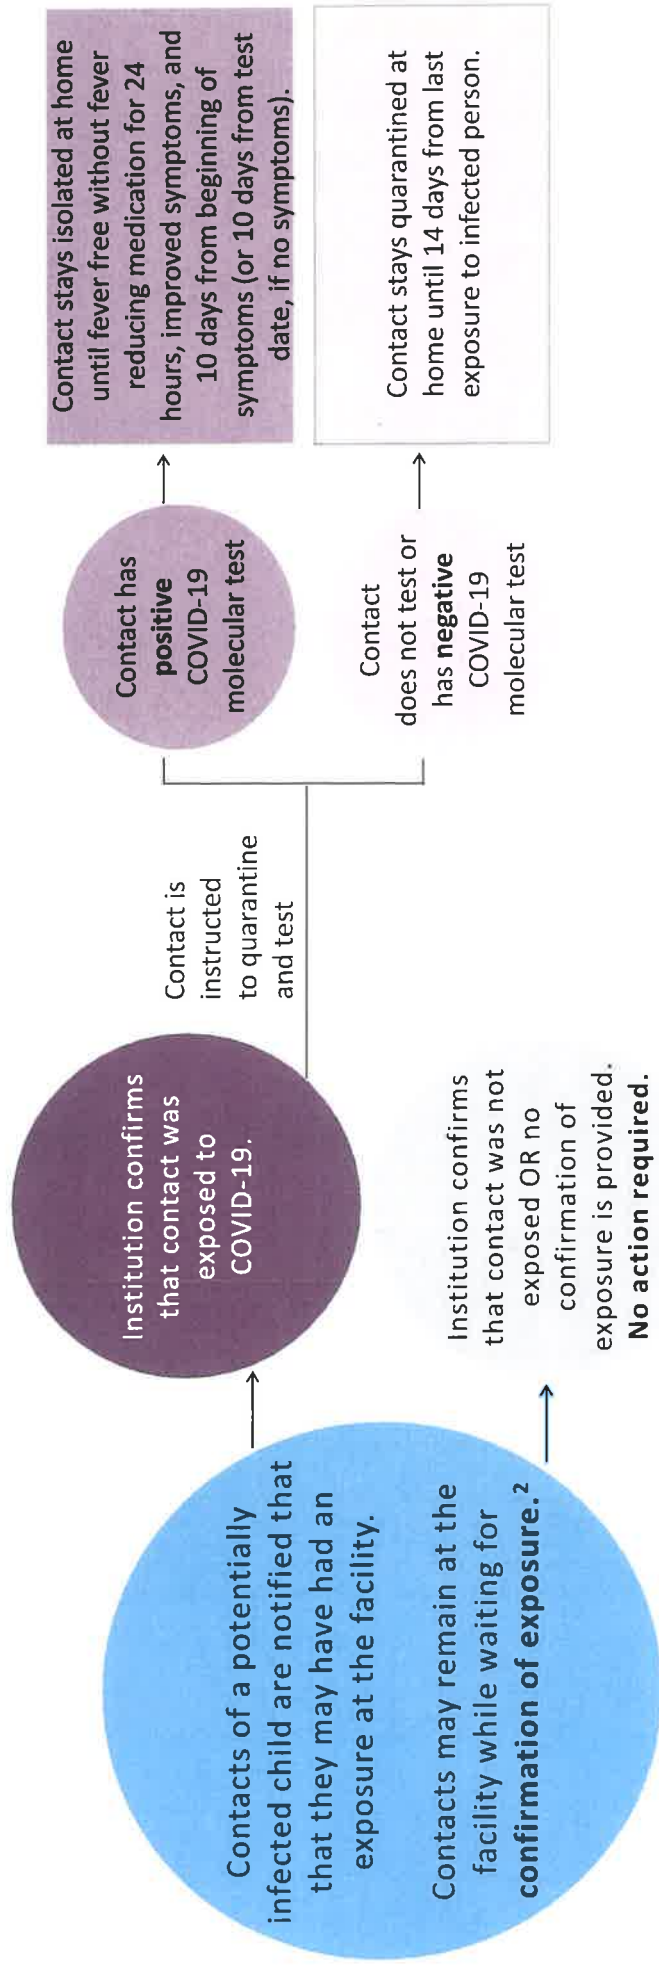 Contacts of a potentially
infected child are notified that
that they may have had an
exposure at the facility.
Contacts may remain at the
facility while waiting for
confirmation of exposure.²
Institution confirms
that contact was
exposed to
COVID-19.
Institution confirms
that contact was not
exposed OR no
confirmation of
exposure is provided.
No action required.
Contact is
instructed
to quarantine
and test
Contact has
positive
COVID-19
molecular test
Contact
does not test or
has negative
COVID-19
molecular test
Contact stays isolated at home
until fever free without fever
reducing medication for 24
hours, improved symptoms, and
10 days from beginning of
symptoms (or 10 days from test
date, if no symptoms).
Contact stays quarantined at
home until 14 days from last
exposure to infected person.